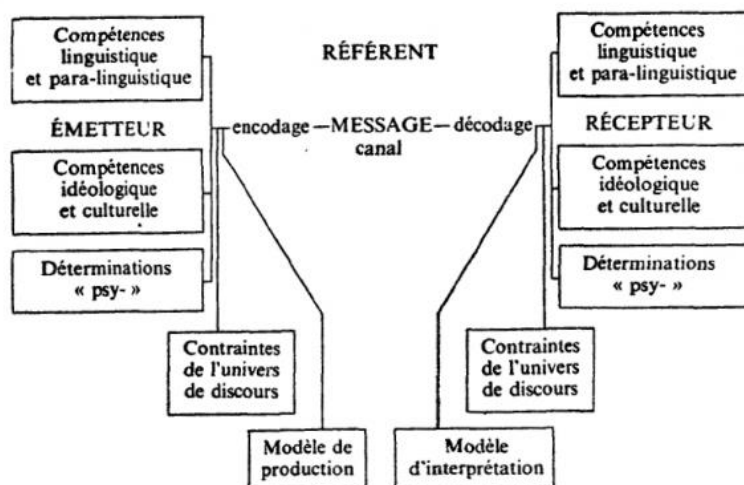 Compétences
linguistique
et para-linguistique
RÉFÉRENT
Compétences
linguistique
et para-linguistique
ÉMETTEUR
encodage — MESSAGE — décodage
canal
RÉCEPTEUR
Compétences
idéologique
et culturelle
Compétences
idéologique
et culturelle
Déterminations
« psy- »
Déterminations
« psy- »
Contraintes
de l'univers
de discours
Contraintes
de l'univers
de discours
Modèle de
production
Modèle
d'interprétation